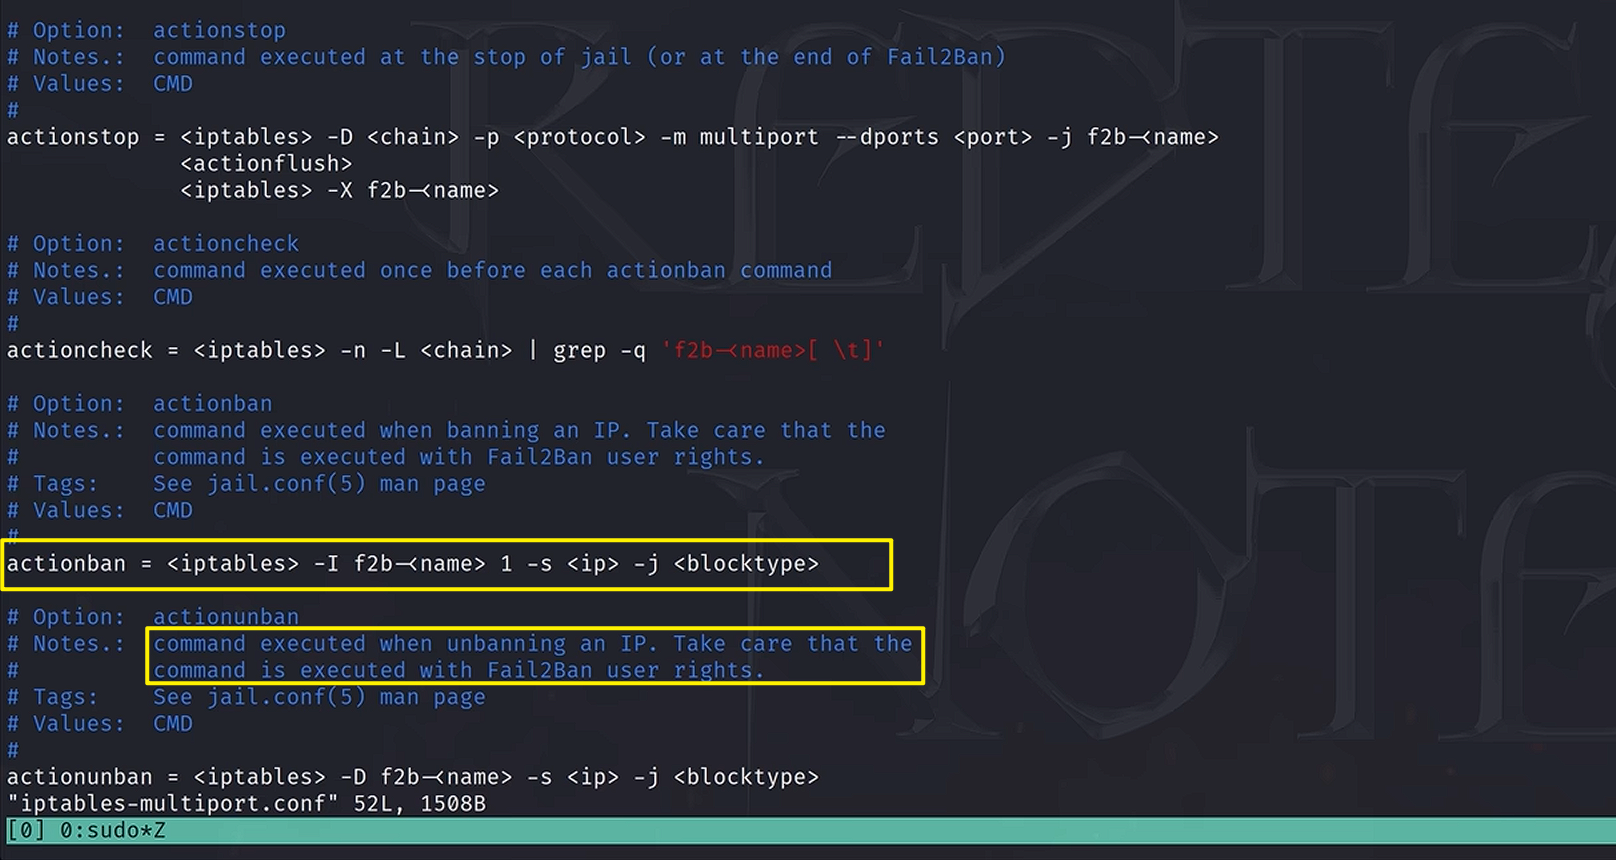 # Option:  actionstop
# Notes.:  command executed at the stop of jail (or at the end of Fail2Ban)
# Values:  CMD
#
actionstop = <iptables> -D <chain> -p <protocol> -m multiport --dports <port> -j f2b-<name>
             <actionflush>
             <iptables> -X f2b-<name>

# Option:  actioncheck
# Notes.:  command executed once before each actionban command
# Values:  CMD
#
actioncheck = <iptables> -n -L <chain> | grep -q 'f2b-<name>[ \t]'

# Option:  actionban
# Notes.:  command executed when banning an IP. Take care that the
#          command is executed with Fail2Ban user rights.
# Tags:    See jail.conf(5) man page
# Values:  CMD
#
actionban = <iptables> -I f2b-<name> 1 -s <ip> -j <blocktype>

# Option:  actionunban
# Notes.:  command executed when unbanning an IP. Take care that the
#          command is executed with Fail2Ban user rights.
# Tags:    See jail.conf(5) man page
# Values:  CMD
#
actionunban = <iptables> -D f2b-<name> -s <ip> -j <blocktype>
"iptables-multiport.conf" 52L, 1508B
[0] 0:sudo*Z